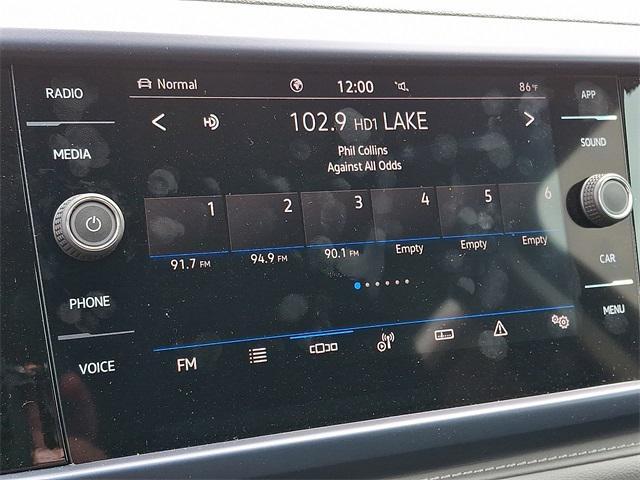 RADIO
MEDIA
PHONE
VOICE
Normal
12:00
86°F
HD
102.9 HD1 LAKE
Phil Collins
Against All Odds
1 2 3 4 5 6
91.7 FM 94.9 FM 90.1 FM Empty Empty Empty
FM
APP
SOUND
CAR
MENU